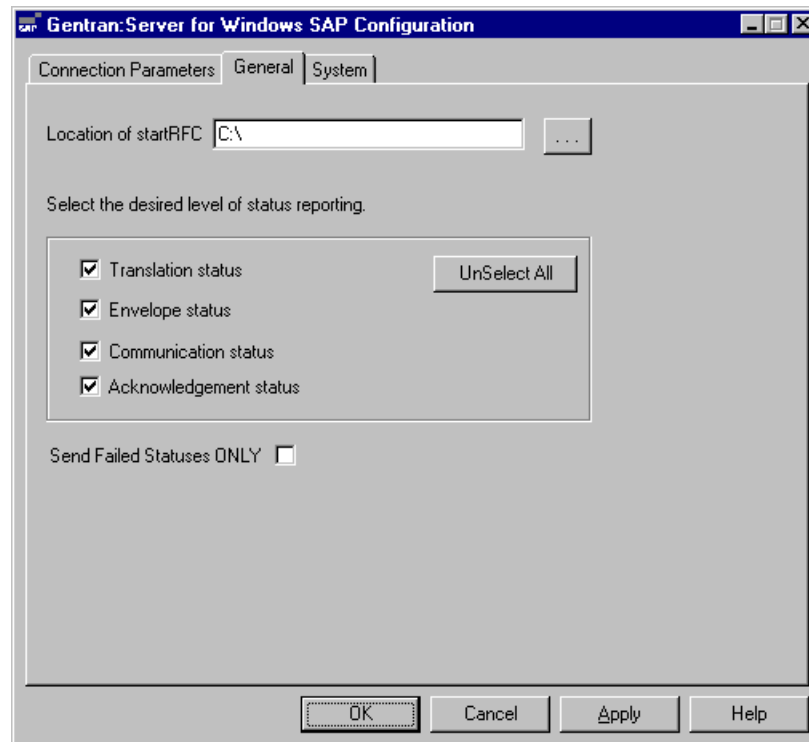 SAP
Gentran:Server for Windows SAP Configuration
Connection Parameters General System
Location of startRFC C:\ ...
Select the desired level of status reporting.
Translation status UnSelect All
Envelope status
Communication status
Acknowledgement status
Send Failed Statuses ONLY
OK Cancel Apply Help